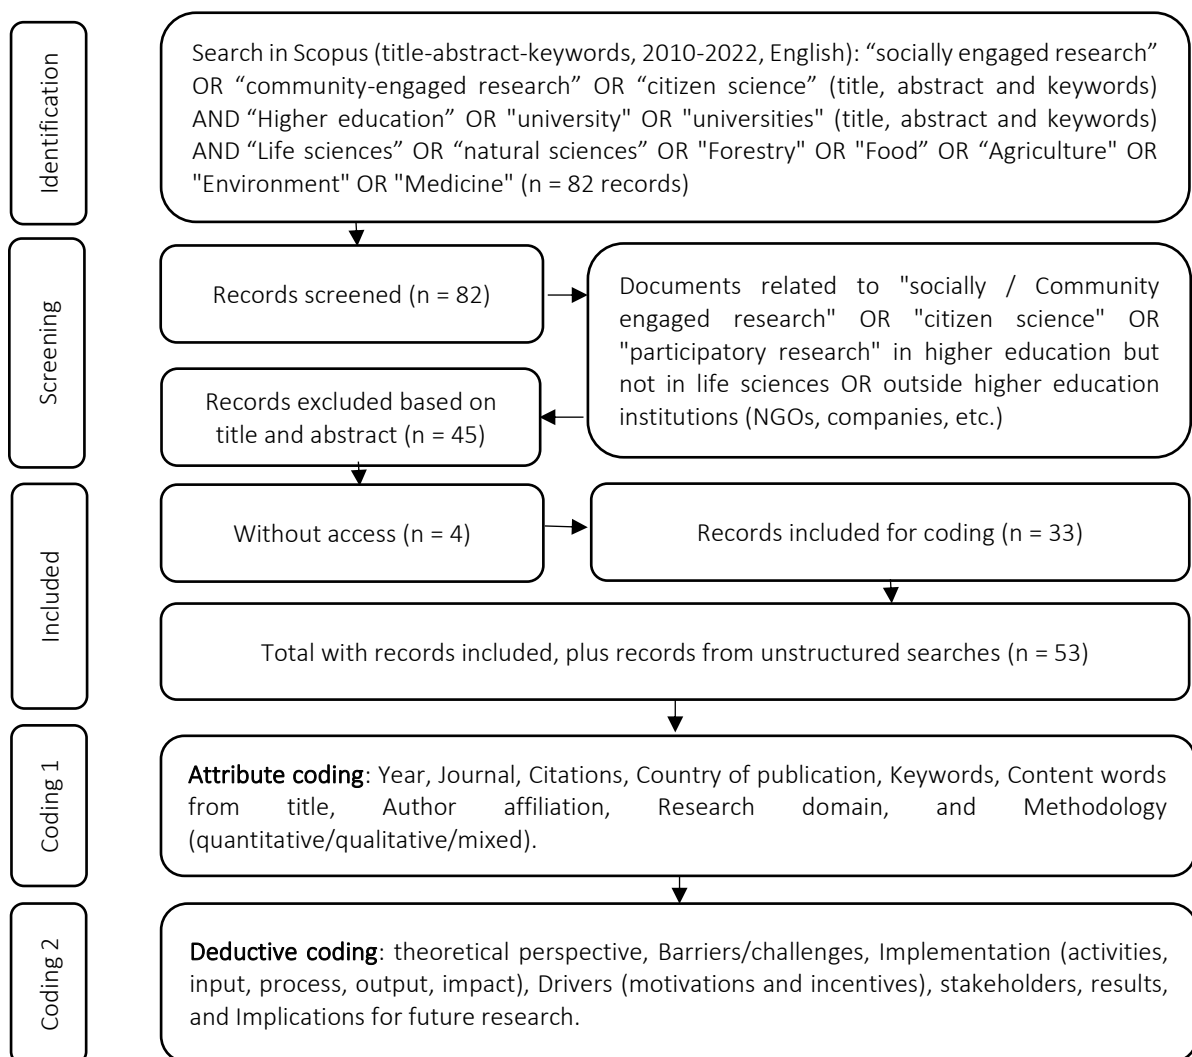 Identification
Search in Scopus (title-abstract-keywords, 2010-2022, English): “socially engaged research”
OR “community-engaged research” OR “citizen science” (title, abstract and keywords)
AND “Higher education” OR "university" OR "universities" (title, abstract and keywords)
AND “Life sciences” OR “natural sciences” OR "Forestry" OR "Food” OR “Agriculture" OR
"Environment" OR "Medicine" (n = 82 records)
Screening
Records screened (n = 82)
Documents related to "socially / Community
engaged research" OR "citizen science" OR
"participatory research" in higher education but
not in life sciences OR outside higher education
institutions (NGOs, companies, etc.)
Records excluded based on
title and abstract (n = 45)
Included
Without access (n = 4)
Records included for coding (n = 33)
Total with records included, plus records from unstructured searches (n = 53)
Coding 1
Attribute coding: Year, Journal, Citations, Country of publication, Keywords, Content words
from title, Author affiliation, Research domain, and Methodology
(quantitative/qualitative/mixed).
Coding 2
Deductive coding: theoretical perspective, Barriers/challenges, Implementation (activities,
input, process, output, impact), Drivers (motivations and incentives), stakeholders, results,
and Implications for future research.